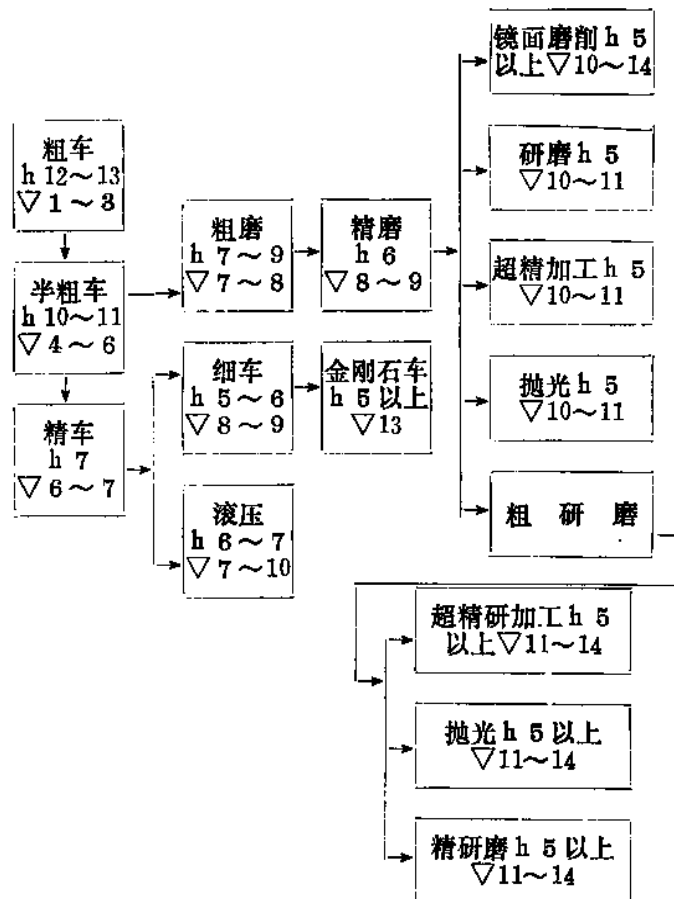 粗车
h 12～13
▽ 1～3
半粗车
h 10～11
▽ 4～6
精车
h 7
▽ 6～7
粗磨
h 7～9
▽ 7～8
精磨
h 6
▽ 8～9
细车
h 5～6
▽ 8～9
金刚石车
h 5以上
▽ 13
滚压
h 6～7
▽ 7～10
镜面磨削 h 5
以上▽ 10～14
研磨 h 5
▽ 10～11
超精加工 h 5
▽ 10～11
抛光 h 5
▽ 10～11
粗 研 磨
超精研加工 h 5
以上▽ 11～14
抛光 h 5 以上
▽ 11～14
精研磨 h 5 以上
▽ 11～14